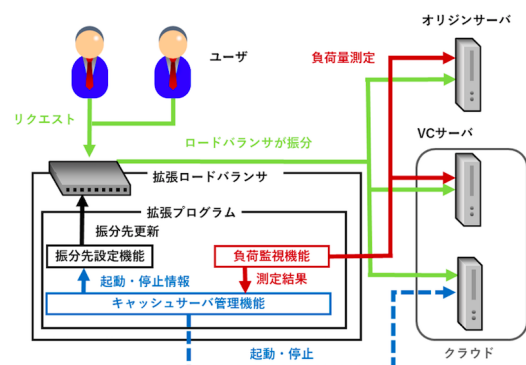 オリジンサーバ
ユーザ
負荷量測定
リクエスト
ロードバランサが振分
VCサーバ
拡張ロードバランサ
拡張プログラム
振分先更新
振分先設定機能
負荷監視機能
起動・停止情報
測定結果
キャッシュサーバ管理機能
起動・停止
クラウド